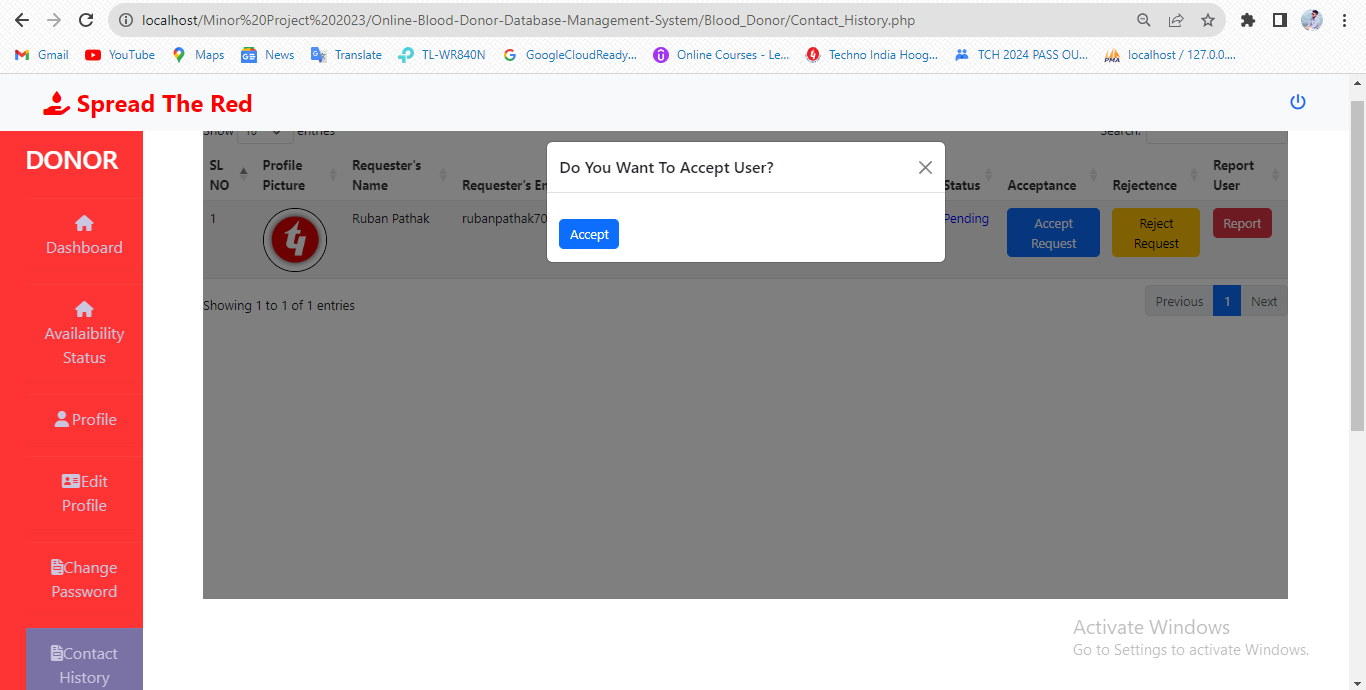 localhost/Minor%20Project%202023/Online-Blood-Donor-Database-Management-System/Blood_Donor/Contact_History.php
Gmail YouTube Maps News Translate TL-WR840N GoogleCloudReady... Online Courses - Le... Techno India Hoog... TCH 2024 PASS OU... localhost / 127.0.0....
Spread The Red
DONOR
Dashboard
Availaibility
Status
Profile
Edit
Profile
Change
Password
Contact
History
Show 10 entries
Search:
SL
NO
Profile
Picture
Requester's
Name
Requester's Em
Status
Acceptance
Rejectence
Report
User
1
Ruban Pathak
rubanpathak70
Pending
Accept
Request
Reject
Request
Report
Do You Want To Accept User?
Accept
Showing 1 to 1 of 1 entries
Previous 1 Next
Activate Windows
Go to Settings to activate Windows.